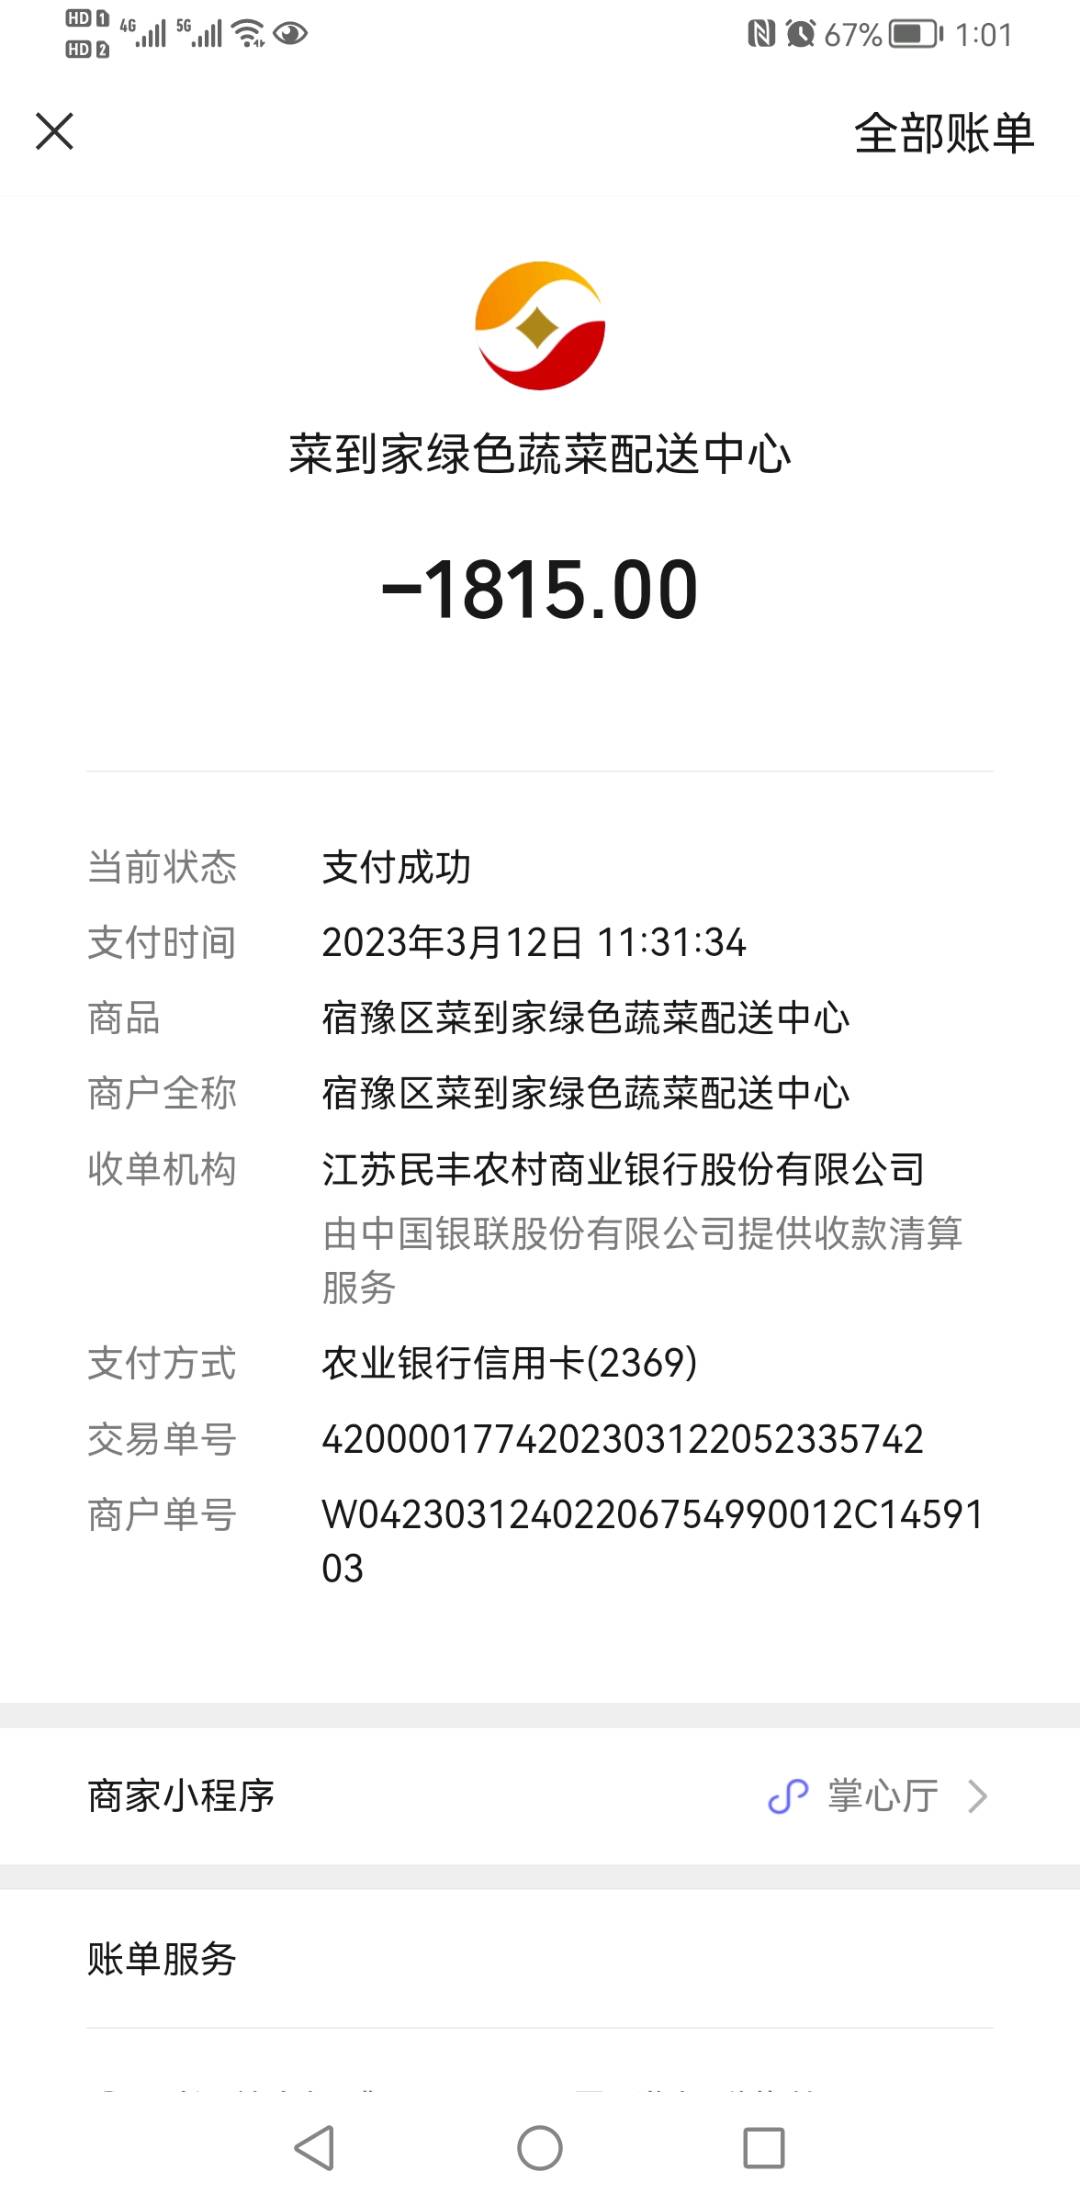 HD 1 4G 5G 67% 1:01
HD 2
全部账单
菜到家绿色蔬菜配送中心
-1815.00
当前状态 支付成功
支付时间 2023年3月12日 11:31:34
商品 宿豫区菜到家绿色蔬菜配送中心
商户全称 宿豫区菜到家绿色蔬菜配送中心
收单机构 江苏民丰农村商业银行股份有限公司
由中国银联股份有限公司提供收款清算
服务
支付方式 农业银行信用卡(2369)
交易单号 4200001774202303122052335742
商户单号 W04230312402206754990012C14591
03
商家小程序 掌心厅
账单服务